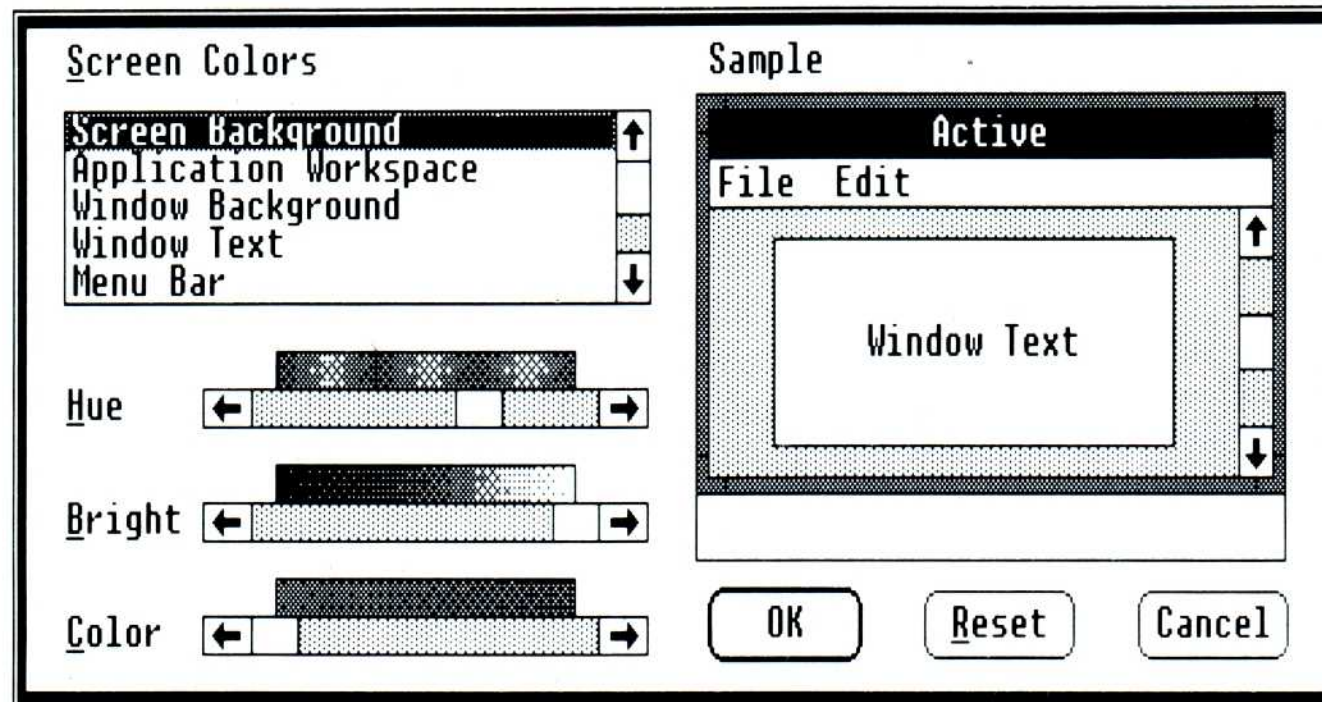 Screen Colors
Screen Background
Application Workspace
Window Background
Window Text
Menu Bar
Hue
Bright
Color
Sample
Active
File Edit
Window Text
OK
Reset
Cancel